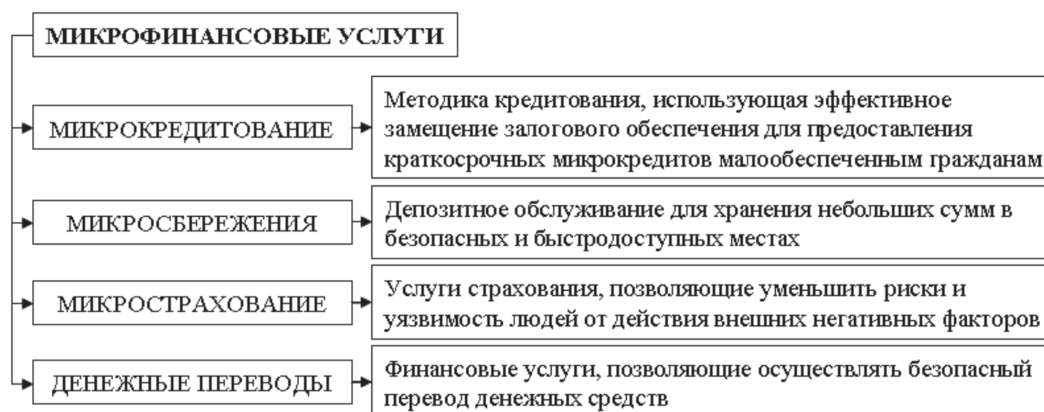 МИКРОФИНАНСОВЫЕ УСЛУГИ
МИКРОКРЕДИТОВАНИЕ
Методика кредитования, использующая эффективное
замещение залогового обеспечения для предоставления
краткосрочных микрокредитов малообеспеченным гражданам
МИКРОСБЕРЕЖЕНИЯ
Депозитное обслуживание для хранения небольших сумм в
безопасных и быстродоступных местах
МИКРОСТРАХОВАНИЕ
Услуги страхования, позволяющие уменьшить риски и
уязвимость людей от действия внешних негативных факторов
ДЕНЕЖНЫЕ ПЕРЕВОДЫ
Финансовые услуги, позволяющие осуществлять безопасный
перевод денежных средств